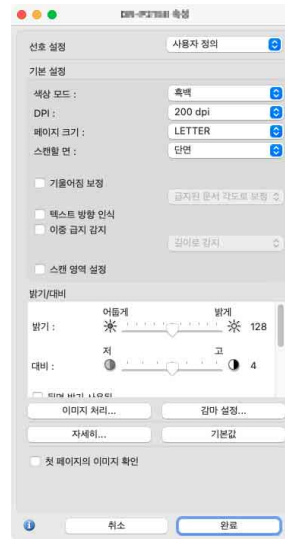 속성
선호 설정 사용자 정의
기본 설정
색상 모드 : 흑백
DPI : 200 dpi
페이지 크기 : LETTER
스캔할 면 : 단면
기울어짐 보정
급지된 문서 각도로 보정
텍스트 방향 인식
이중 급지 감지
길이로 감지
스캔 영역 설정
밝기/대비
어둡게 밝게
밝기 : 128
저 고
대비 : 4
이미지 처리... 감마 설정...
자세히... 기본값
첫 페이지의 이미지 확인
취소 완료